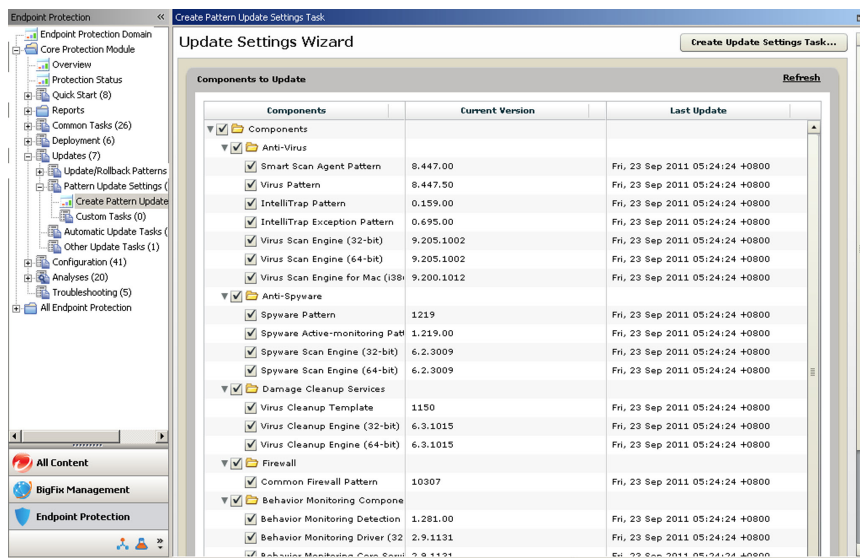 Endpoint Protection «
Create Pattern Update Settings Task
Endpoint Protection Domain
Core Protection Module
Overview
Protection Status
Quick Start (8)
Reports
Common Tasks (26)
Deployment (6)
Updates (7)
Update/Rollback Patterns
Pattern Update Settings (
Create Pattern Update
Custom Tasks (0)
Automatic Update Tasks (
Other Update Tasks (1)
Configuration (41)
Analyses (20)
Troubleshooting (5)
All Endpoint Protection
All Content
BigFix Management
Endpoint Protection
»
Update Settings Wizard
Create Update Settings Task...
Components to Update
Refresh
Components Current Version Last Update
Components
Anti-Virus
Smart Scan Agent Pattern 8.447.00 Fri, 23 Sep 2011 05:24:24 +0800
Virus Pattern 8.447.50 Fri, 23 Sep 2011 05:24:24 +0800
IntelliTrap Pattern 0.159.00 Fri, 23 Sep 2011 05:24:24 +0800
IntelliTrap Exception Pattern 0.695.00 Fri, 23 Sep 2011 05:24:24 +0800
Virus Scan Engine (32-bit) 9.205.1002 Fri, 23 Sep 2011 05:24:24 +0800
Virus Scan Engine (64-bit) 9.205.1002 Fri, 23 Sep 2011 05:24:24 +0800
Virus Scan Engine for Mac (i38 9.200.1012 Fri, 23 Sep 2011 05:24:24 +0800
Anti-Spyware
Spyware Pattern 1219 Fri, 23 Sep 2011 05:24:24 +0800
Spyware Active-monitoring Patt 1.219.00 Fri, 23 Sep 2011 05:24:24 +0800
Spyware Scan Engine (32-bit) 6.2.3009 Fri, 23 Sep 2011 05:24:24 +0800
Spyware Scan Engine (64-bit) 6.2.3009 Fri, 23 Sep 2011 05:24:24 +0800
Damage Cleanup Services
Virus Cleanup Template 1150 Fri, 23 Sep 2011 05:24:24 +0800
Virus Cleanup Engine (32-bit) 6.3.1015 Fri, 23 Sep 2011 05:24:24 +0800
Virus Cleanup Engine (64-bit) 6.3.1015 Fri, 23 Sep 2011 05:24:24 +0800
Firewall
Common Firewall Pattern 10307 Fri, 23 Sep 2011 05:24:24 +0800
Behavior Monitoring Compone
Behavior Monitoring Detection 1.281.00 Fri, 23 Sep 2011 05:24:24 +0800
Behavior Monitoring Driver (32 2.9.1131 Fri, 23 Sep 2011 05:24:24 +0800
Behavior Monitoring Core Servi 2.9.1131 Fri, 23 Sep 2011 05:24:24 +0800